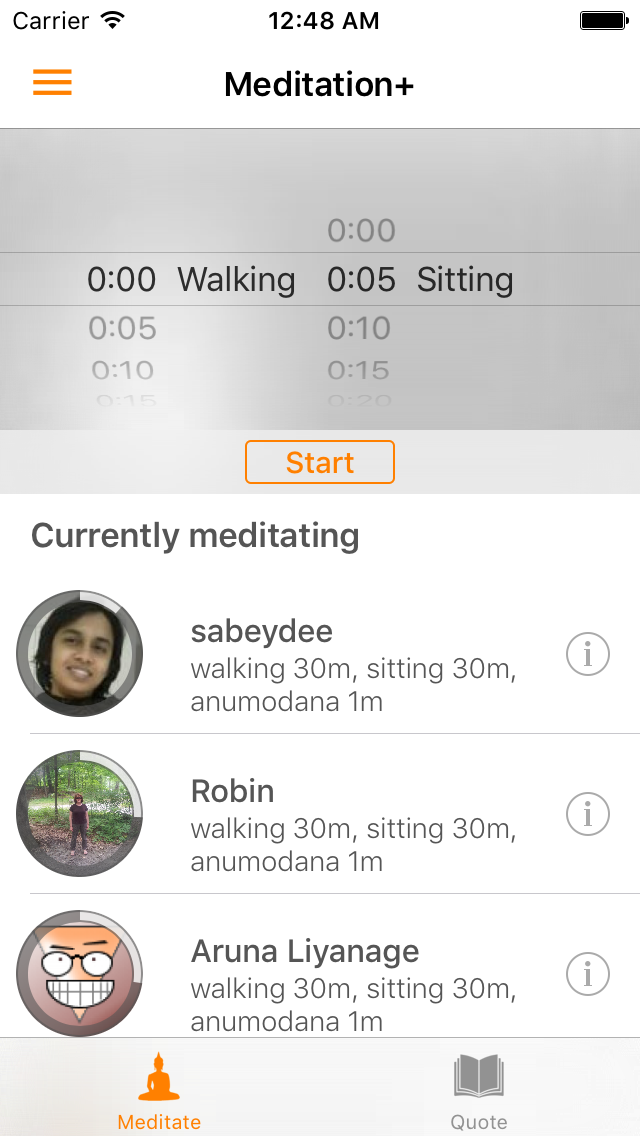 Carrier 12:48 AM
Meditation+
0:00
0:00 Walking 0:05 Sitting
0:05 0:10
0:10 0:15
0:15 0:20
Start
Currently meditating
sabeydee
walking 30m, sitting 30m,
anumodana 1m
Robin
walking 30m, sitting 30m,
anumodana 1m
Aruna Liyanage
walking 30m, sitting 30m,
anumodana 1m
Meditate Quote